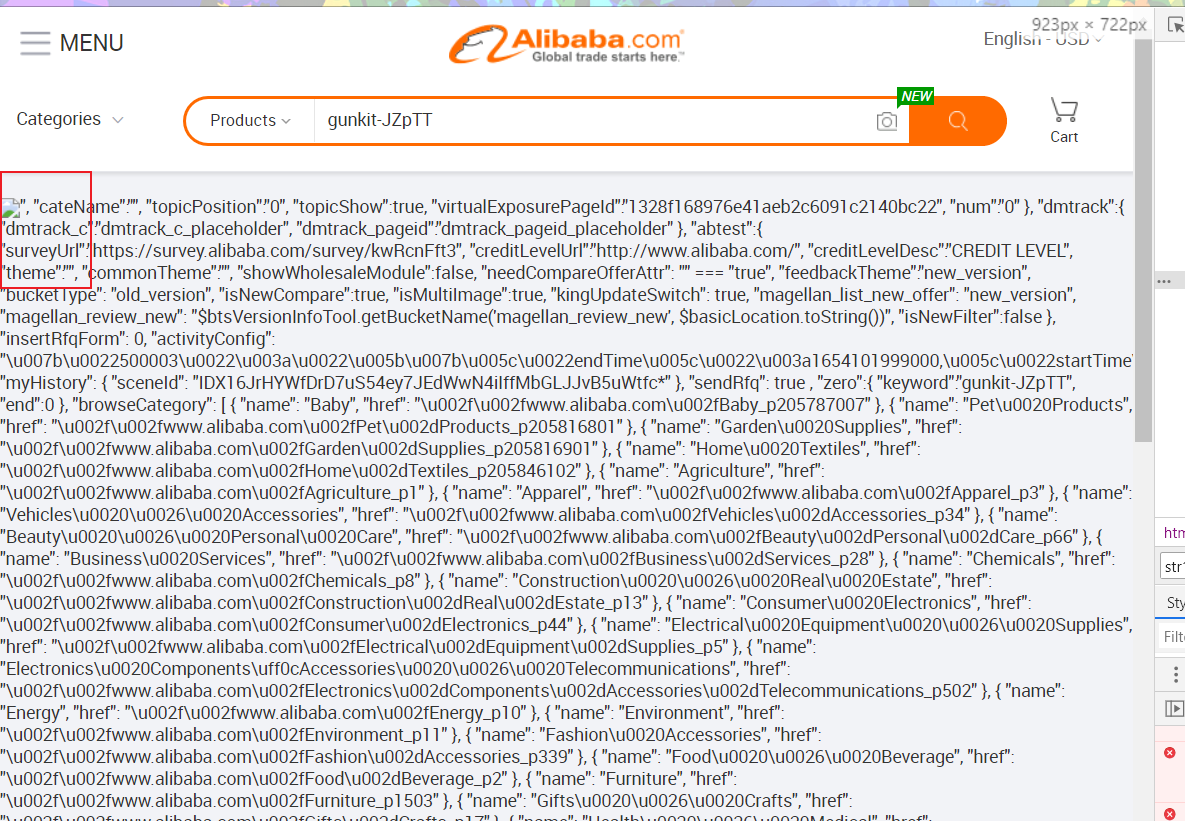 923px × 722px
MENU
Alibaba.com
Global trade starts here.™
English - USD
NEW
Categories
Products
gunkit-JZpTT
Cart
", "cateName":"", "topicPosition":"0", "topicShow":true, "virtualExposurePageId":"1328f168976e41aeb2c6091c2140bc22", "num":"0" }, "dmtrack":{
"dmtrack_c":"dmtrack_c_placeholder", "dmtrack_pageid":"dmtrack_pageid_placeholder" }, "abtest":{
"surveyUrl":"https://survey.alibaba.com/survey/kwRcnFft3", "creditLevelUrl":"http://www.alibaba.com/", "creditLevelDesc":"CREDIT LEVEL",
"theme":"", "commonTheme":"", "showWholesaleModule":false, "needCompareOfferAttr": "" === "true", "feedbackTheme":"new_version",
"bucketType": "old_version", "isNewCompare":true, "isMultiImage":true, "kingUpdateSwitch": true, "magellan_list_new_offer": "new_version",
"magellan_review_new": "$btsVersionInfoTool.getBucketName('magellan_review_new', $basicLocation.toString())", "isNewFilter":false },
"insertRfqForm": 0, "activityConfig":
"\u007b\u0022500003\u0022\u003a\u0022\u005b\u007b\u005c\u0022endTime\u005c\u0022\u003a1654101999000,\u005c\u0022startTime\
"myHistory": { "sceneId": "IDX16JrHYWfDrD7uS54ey7JEdWwN4iIffMbGLJJvB5uWtfc*" }, "sendRfq": true , "zero":{ "keyword":"gunkit-JZpTT",
"end":0 }, "browseCategory": [ { "name": "Baby", "href": "\u002f\u002fwww.alibaba.com\u002fBaby_p205787007" }, { "name": "Pet\u0020Products",
"href": "\u002f\u002fwww.alibaba.com\u002fPet\u002dProducts_p205816801" }, { "name": "Garden\u0020Supplies", "href":
"\u002f\u002fwww.alibaba.com\u002fGarden\u002dSupplies_p205816901" }, { "name": "Home\u0020Textiles", "href":
"\u002f\u002fwww.alibaba.com\u002fHome\u002dTextiles_p205846102" }, { "name": "Agriculture", "href":
"\u002f\u002fwww.alibaba.com\u002fAgriculture_p1" }, { "name": "Apparel", "href": "\u002f\u002fwww.alibaba.com\u002fApparel_p3" }, { "name":
"Vehicles\u0020\u0026\u0020Accessories", "href": "\u002f\u002fwww.alibaba.com\u002fVehicles\u002dAccessories_p34" }, { "name":
"Beauty\u0020\u0026\u0020Personal\u0020Care", "href": "\u002f\u002fwww.alibaba.com\u002fBeauty\u002dPersonal\u002dCare_p66" }, {
"name": "Business\u0020Services", "href": "\u002f\u002fwww.alibaba.com\u002fBusiness\u002dServices_p28" }, { "name": "Chemicals", "href":
"\u002f\u002fwww.alibaba.com\u002fChemicals_p8" }, { "name": "Construction\u0020\u0026\u0020Real\u0020Estate", "href":
"\u002f\u002fwww.alibaba.com\u002fConstruction\u002dReal\u002dEstate_p13" }, { "name": "Consumer\u0020Electronics", "href":
"\u002f\u002fwww.alibaba.com\u002fConsumer\u002dElectronics_p44" }, { "name": "Electrical\u0020Equipment\u0020\u0026\u0020Supplies",
"href": "\u002f\u002fwww.alibaba.com\u002fElectrical\u002dEquipment\u002dSupplies_p5" }, { "name":
"Electronics\u0020Components\uff0cAccessories\u0020\u0026\u0020Telecommunications", "href":
"\u002f\u002fwww.alibaba.com\u002fElectronics\u002dComponents\u002dAccessories\u002dTelecommunications_p502" }, { "name":
"Energy", "href": "\u002f\u002fwww.alibaba.com\u002fEnergy_p10" }, { "name": "Environment", "href":
"\u002f\u002fwww.alibaba.com\u002fEnvironment_p11" }, { "name": "Fashion\u0020Accessories", "href":
"\u002f\u002fwww.alibaba.com\u002fFashion\u002dAccessories_p339" }, { "name": "Food\u0020\u0026\u0020Beverage", "href":
"\u002f\u002fwww.alibaba.com\u002fFood\u002dBeverage_p2" }, { "name": "Furniture", "href":
"\u002f\u002fwww.alibaba.com\u002fFurniture_p1503" }, { "name": "Gifts\u0020\u0026\u0020Crafts", "href":
"\u002f\u002fwww.alibaba.com\u002fGifts\u002dCrafts_p17" }, { "name": "Health\u0020\u0026\u0020Medical", "href":
htm
str1
Sty
Filt